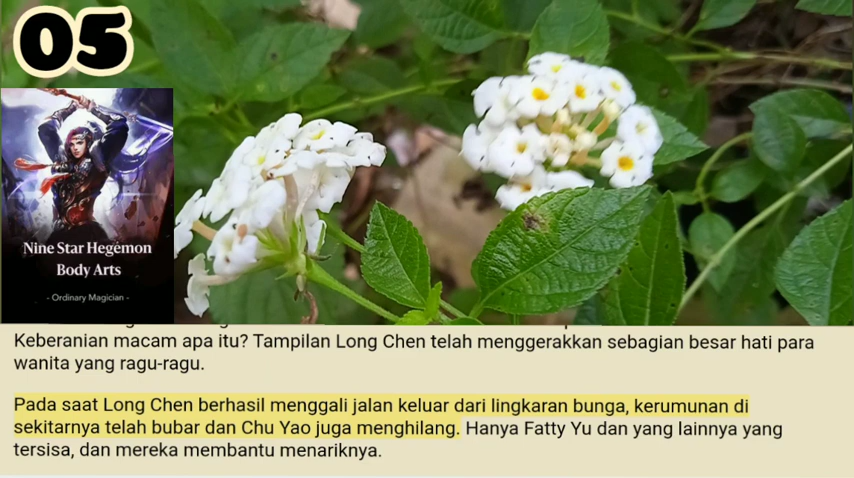 05
Nine Star Hegemon
Body Arts
- Ordinary Magician -
Keberanian macam apa itu? Tampilan Long Chen telah menggerakkan sebagian besar hati para
wanita yang ragu-ragu.
Pada saat Long Chen berhasil menggali jalan keluar dari lingkaran bunga, kerumunan di
sekitarnya telah bubar dan Chu Yao juga menghilang. Hanya Fatty Yu dan yang lainnya yang
tersisa, dan mereka membantu menariknya.